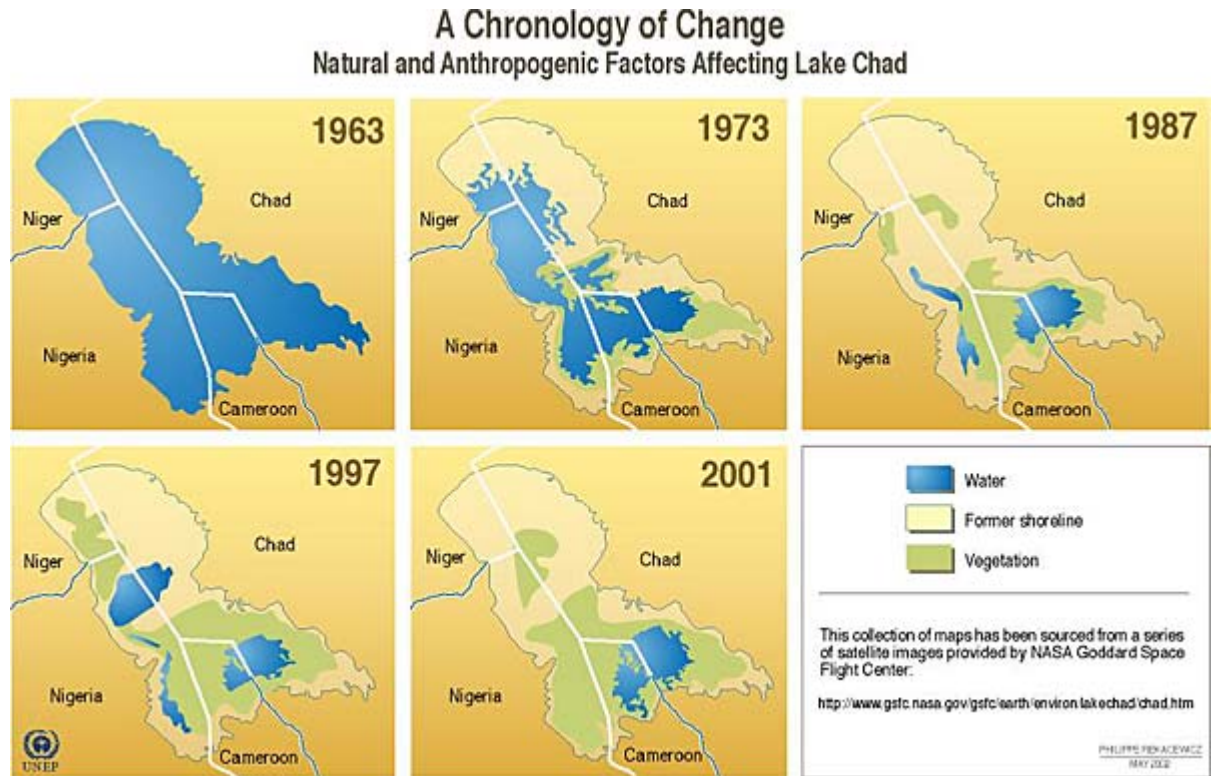 A Chronology of Change
Natural and Anthropogenic Factors Affecting Lake Chad
1963
Chad
Niger
Nigeria
Cameroon
1973
Chad
Niger
Nigeria
Cameroon
1987
Chad
Niger
Nigeria
Cameroon
1997
Chad
Niger
Nigeria
Cameroon
UNEP
2001
Chad
Niger
Nigeria
Cameroon
Water
Former shoreline
Vegetation
This collection of maps has been sourced from a series
of satellite images provided by NASA Goddard Space
Flight Center:
http://www.gsfc.nasa.gov/gsfc/earth/environ.lakechad/chad.htm
PHILIPPE REKACEWICZ
MAY 2002